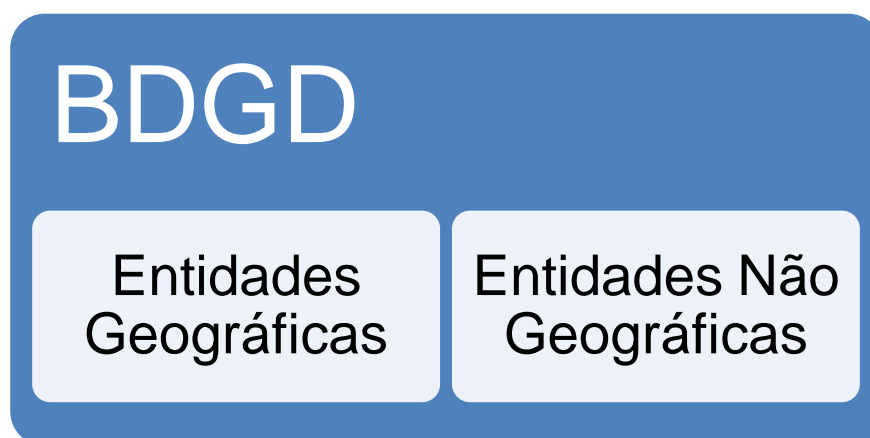 BDGD
Entidades
Geográficas
Entidades Não
Geográficas